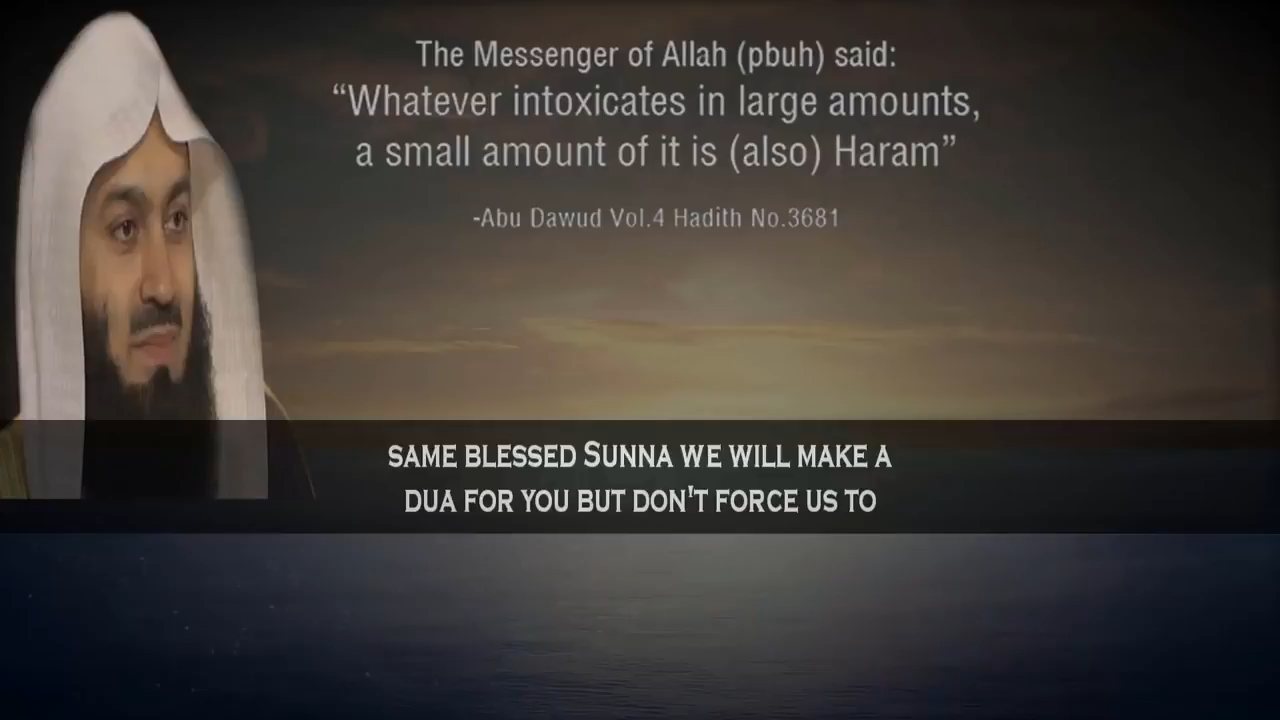 The Messenger of Allah (pbuh) said:
“Whatever intoxicates in large amounts,
a small amount of it is (also) Haram”
-Abu Dawud Vol.4 Hadith No.3681
SAME BLESSED SUNNA WE WILL MAKE A
DUA FOR YOU BUT DON'T FORCE US TO